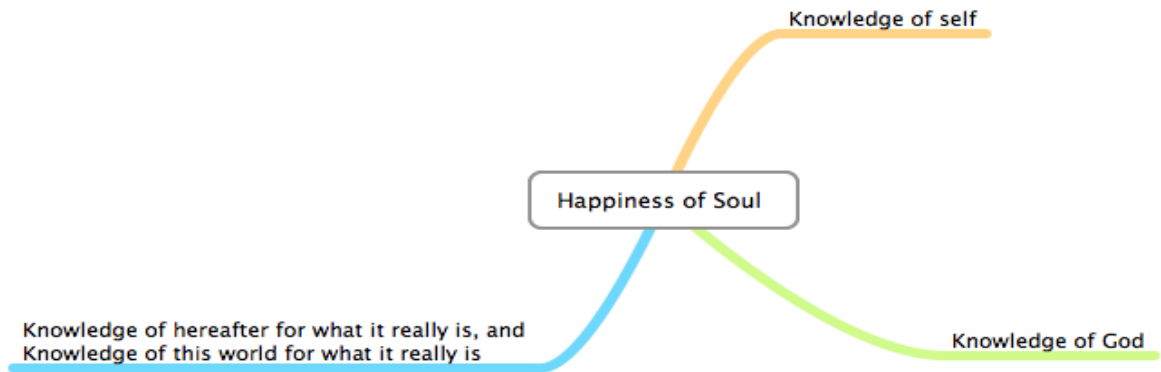 Knowledge of self
Happiness of Soul
Knowledge of hereafter for what it really is, and
Knowledge of this world for what it really is
Knowledge of God